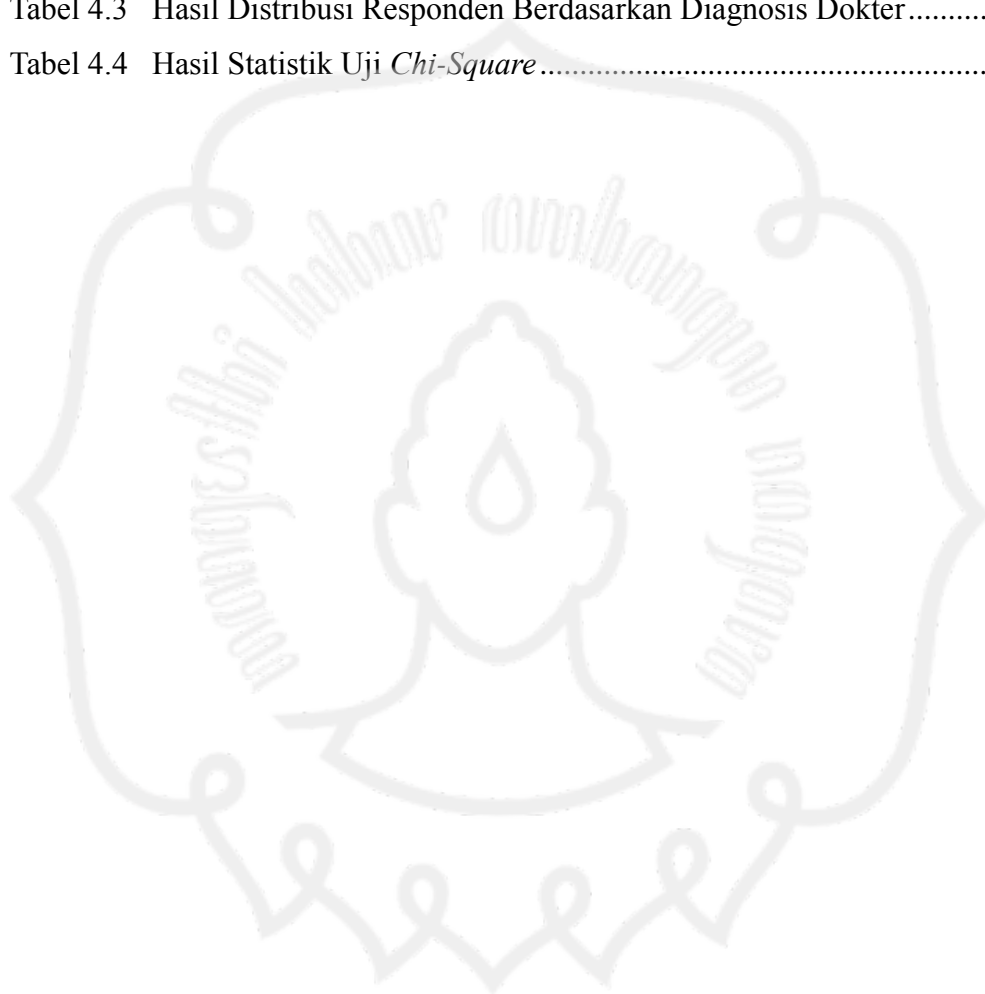 Tabel 4.3 Hasil Distribusi Responden Berdasarkan Diagnosis Dokter..........
Tabel 4.4 Hasil Statistik Uji Chi-Square.......................................................